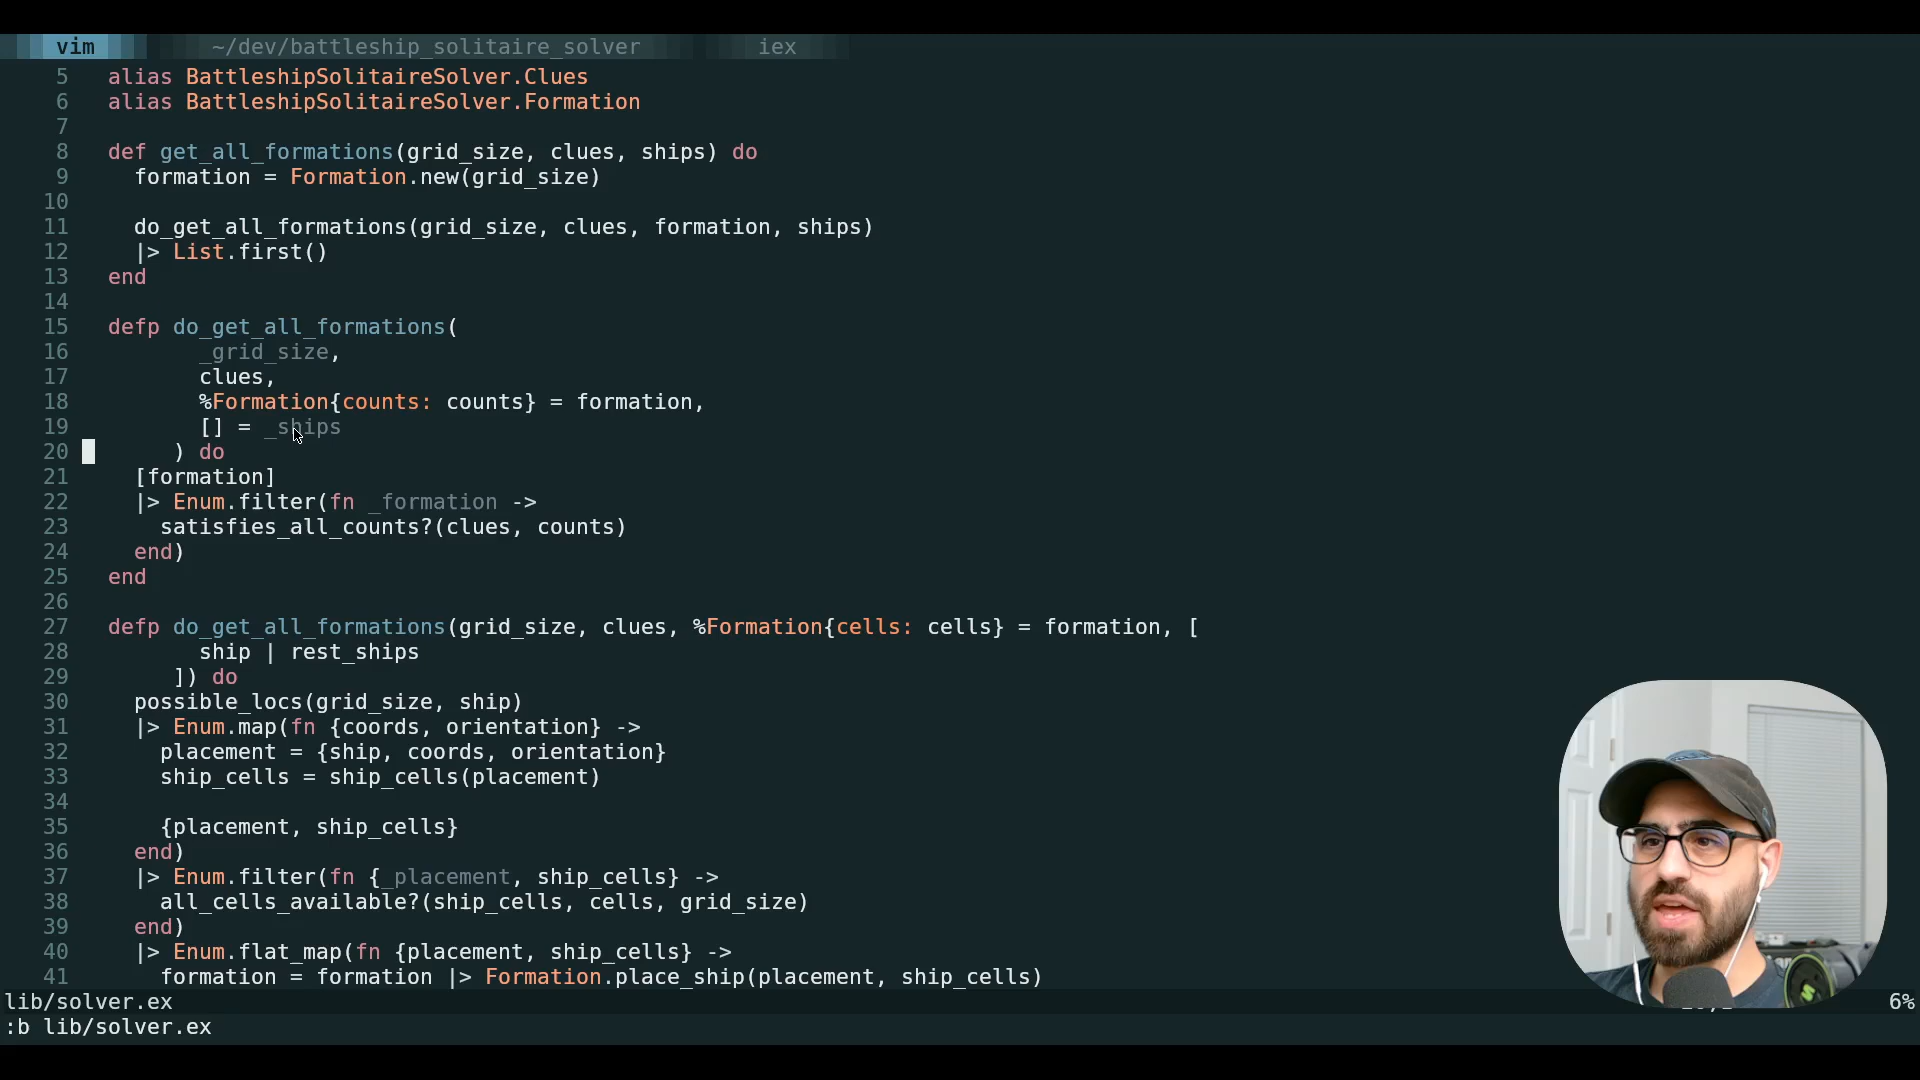 vim ~/dev/battleship_solitaire_solver iex
5 alias BattleshipSolitaireSolver.Clues
6 alias BattleshipSolitaireSolver.Formation
7
8 def get_all_formations(grid_size, clues, ships) do
9 formation = Formation.new(grid_size)
10
11 do_get_all_formations(grid_size, clues, formation, ships)
12 |> List.first()
13 end
14
15 defp do_get_all_formations(
16 _grid_size,
17 clues,
18 %Formation{counts: counts} = formation,
19 [] = _ships
20 ) do
21 [formation]
22 |> Enum.filter(fn _formation ->
23 satisfies_all_counts?(clues, counts)
24 end)
25 end
26
27 defp do_get_all_formations(grid_size, clues, %Formation{cells: cells} = formation, [
28 ship | rest_ships
29 ]) do
30 possible_locs(grid_size, ship)
31 |> Enum.map(fn {coords, orientation} ->
32 placement = {ship, coords, orientation}
33 ship_cells = ship_cells(placement)
34
35 {placement, ship_cells}
36 end)
37 |> Enum.filter(fn {_placement, ship_cells} ->
38 all_cells_available?(ship_cells, cells, grid_size)
39 end)
40 |> Enum.flat_map(fn {placement, ship_cells} ->
41 formation = formation |> Formation.place_ship(placement, ship_cells)
lib/solver.ex 6%
:b lib/solver.ex